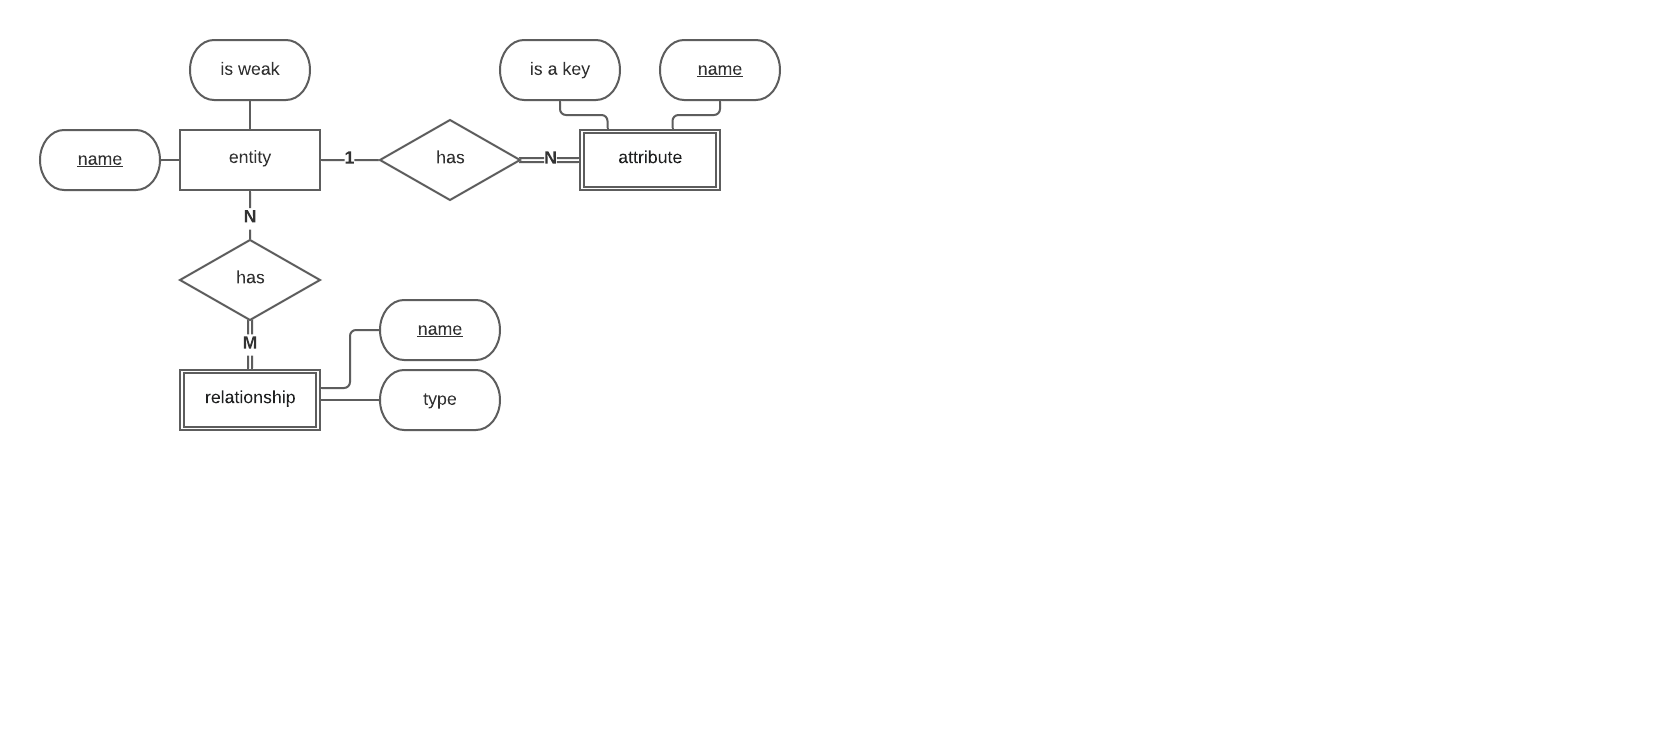 is weak
is a key
name
name
entity
1
has
N
attribute
N
has
M
name
relationship
type